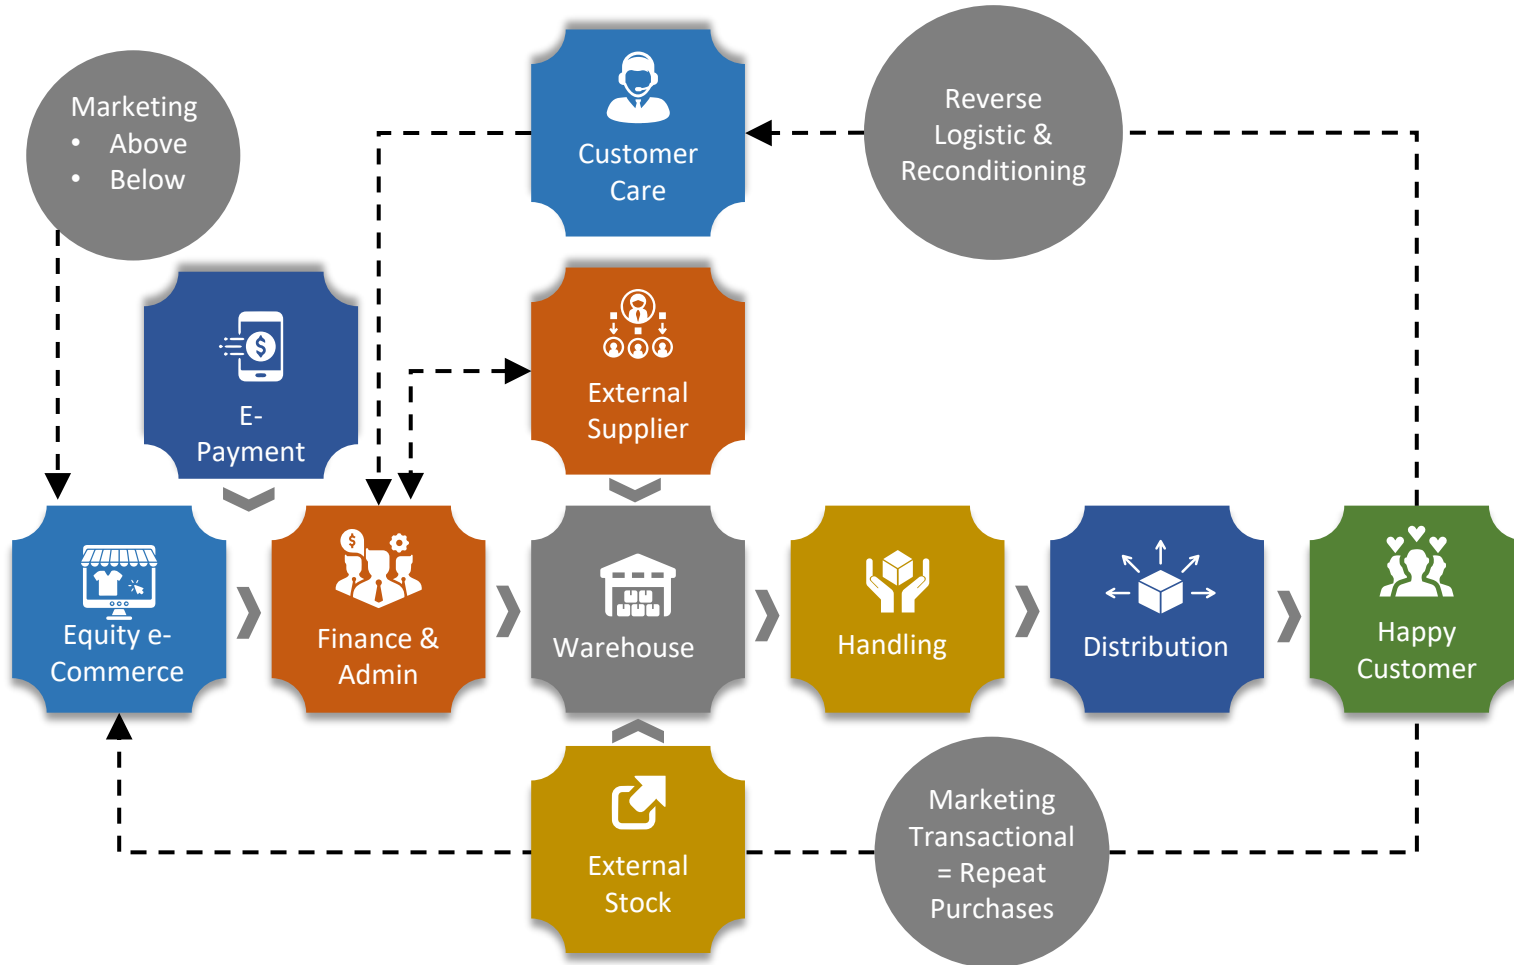 Marketing
• Above
• Below
Customer
Care
Reverse
Logistic &
Reconditioning
E-
Payment
External
Supplier
Equity e-
Commerce
Finance &
Admin
Warehouse
Handling
Distribution
Happy
Customer
External
Stock
Marketing
Transactional
= Repeat
Purchases